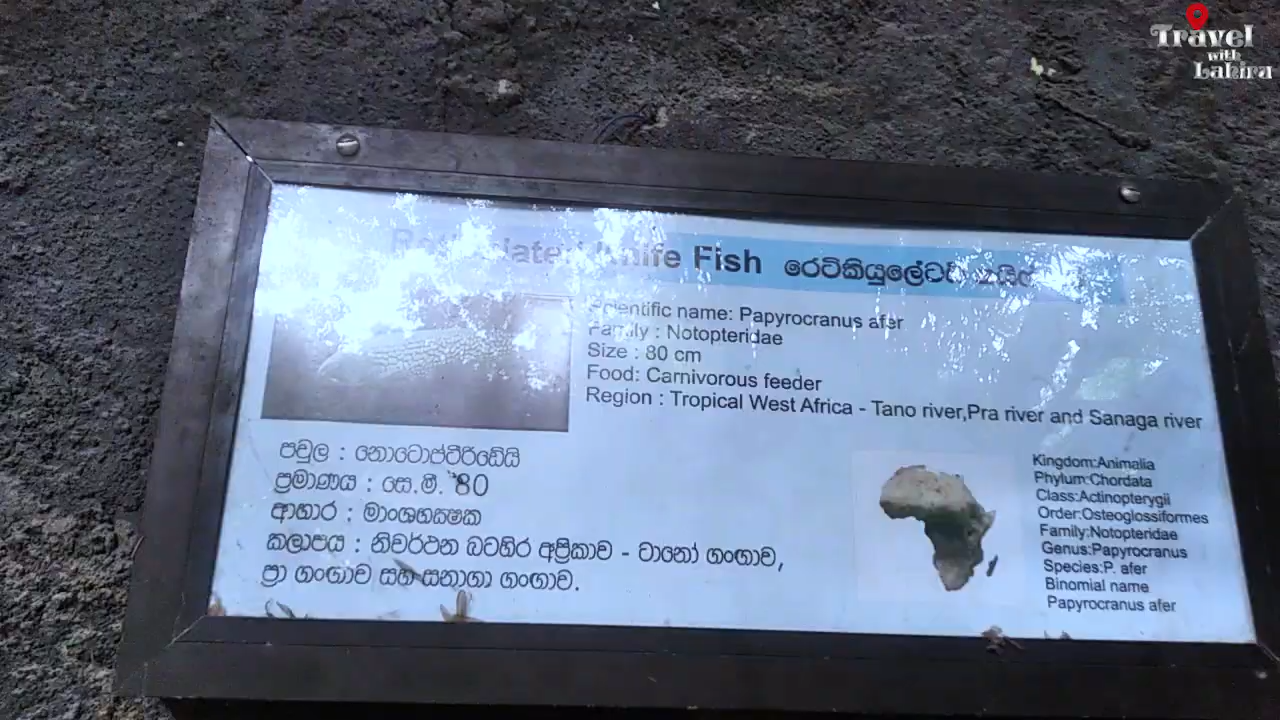 Travel
with
Lahiru
Knife Fish රෙටිකියුලේටඩ්
Scientific name: Papyrocranus afer
Family : Notopteridae
Size : 80 cm
Food: Carnivorous feeder
Region : Tropical West Africa - Tano river,Pra river and Sanaga river
පවුල : නොටොප්ටිරිඩේයි
ප්‍රමාණය : සෙ.මී. 80
ආහාර : මාංශභක්‍ෂක
කලාපය : නිවර්ථන බටහිර අප්‍රිකාව - ටානෝ ගංඟාව,
ප්‍රා ගංඟාව සහ සනාගා ගංඟාව.
Kingdom:Animalia
Phylum:Chordata
Class:Actinopterygii
Order:Osteoglossiformes
Family:Notopteridae
Genus:Papyrocranus
Species:P. afer
Binomial name
Papyrocranus afer